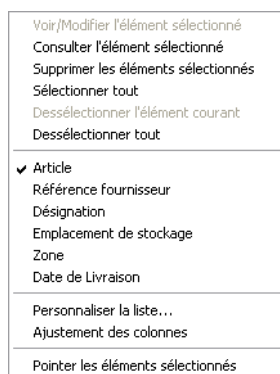 Voir/Modifier l'élément sélectionné
Consulter l'élément sélectionné
Supprimer les éléments sélectionnés
Sélectionner tout
Dessélectionner l'élément courant
Dessélectionner tout
Article
Référence fournisseur
Désignation
Emplacement de stockage
Zone
Date de Livraison
Personnaliser la liste...
Ajustement des colonnes
Pointer les éléments sélectionnés